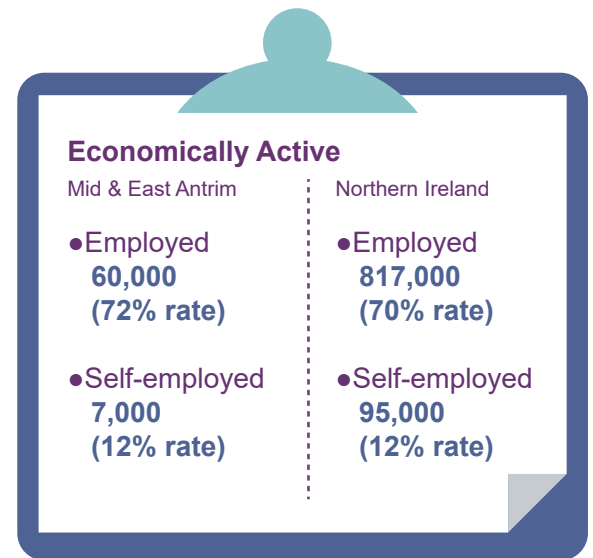 Economically Active
Mid & East Antrim
●Employed
60,000
(72% rate)
●Self-employed
7,000
(12% rate)
Northern Ireland
●Employed
817,000
(70% rate)
●Self-employed
95,000
(12% rate)